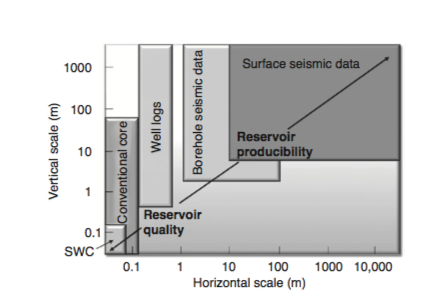 Vertical scale (m)
1000
100
10
1
0.1
SWC
Conventional core
Well logs
Borehole seismic data
Surface seismic data
Reservoir
producibility
Reservoir
quality
0.1
1
10
100
1000
10,000
Horizontal scale (m)